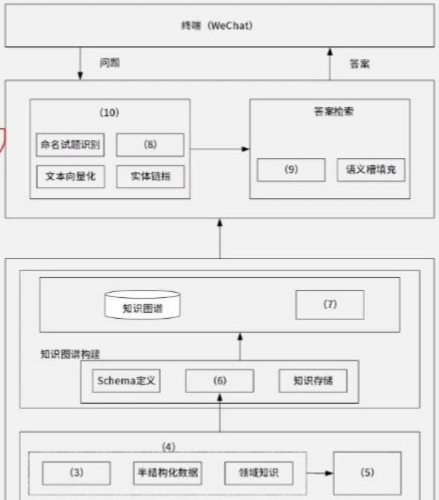 终端（WeChat）
问题
答案
（10）
命名试题识别
（8）
文本向量化
实体链指
答案检索
（9）
语义槽填充
知识图谱
（7）
知识图谱构建
Schema定义
（6）
知识存储
（4）
（3）
半结构化数据
领域知识
（5）